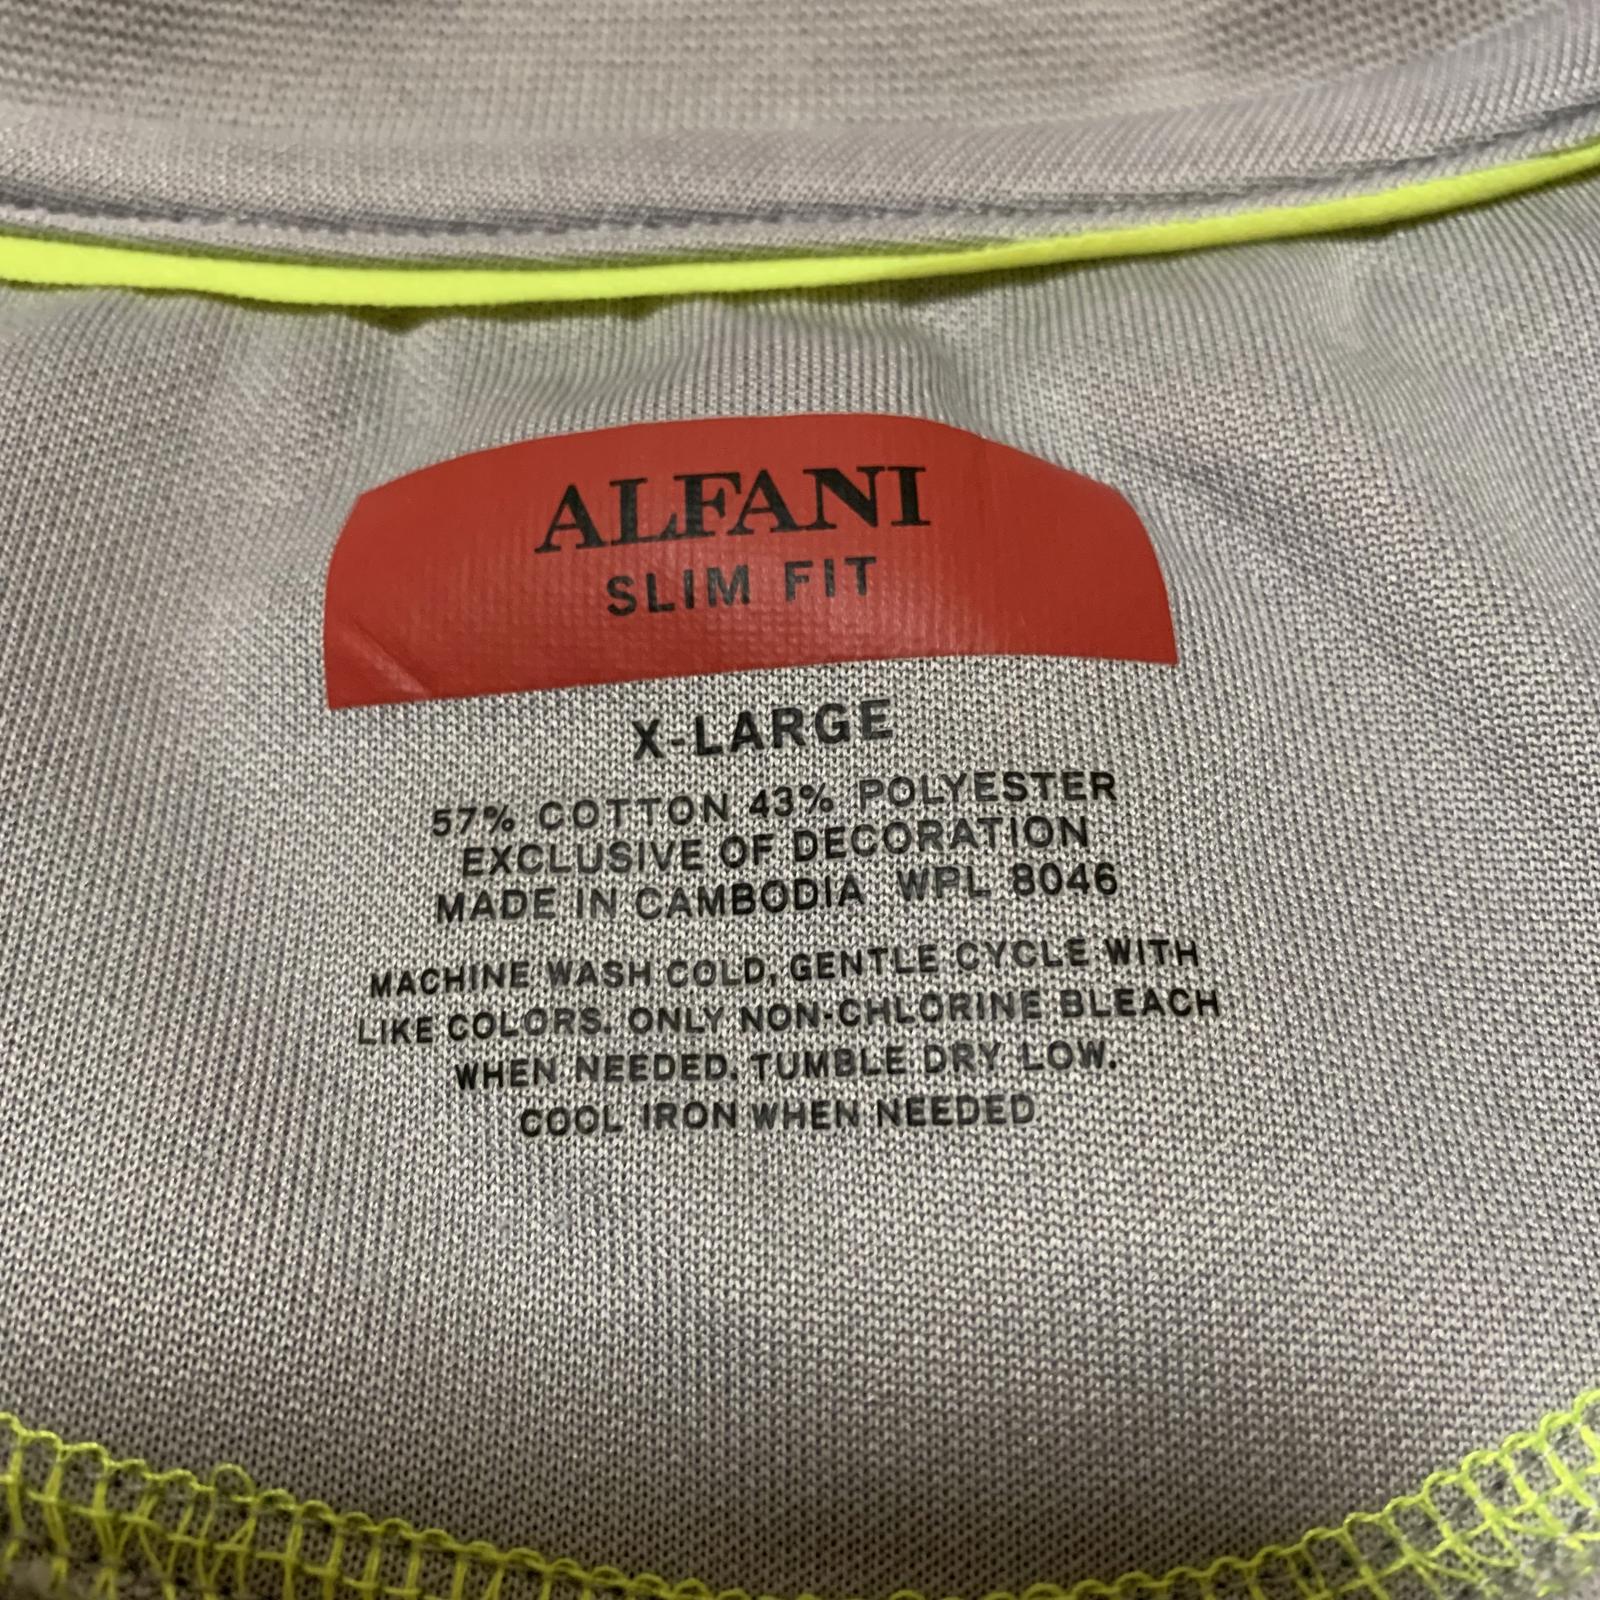 ALFANI
SLIM FIT
X-LARGE
57% COTTON 43% POLYESTER
EXCLUSIVE OF DECORATION
MADE IN CAMBODIA WPL 8046
MACHINE WASH COLD, GENTLE CYCLE WITH
LIKE COLORS. ONLY NON-CHLORINE BLEACH
WHEN NEEDED. TUMBLE DRY LOW.
COOL IRON WHEN NEEDED